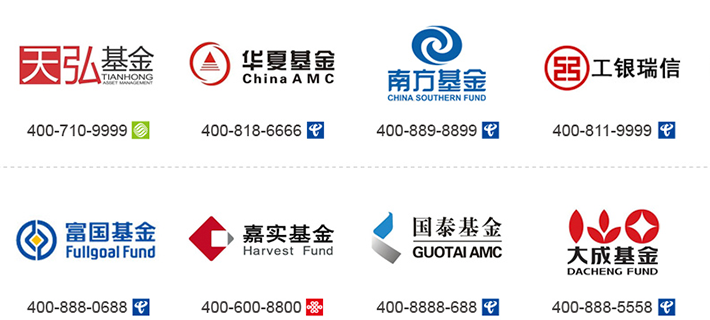 天弘基金
TIANHONG
ASSET MANAGEMENT
华夏基金
ChinaAMC
南方基金
CHINA SOUTHERN FUND
工银瑞信
400-710-9999
400-818-6666
400-889-8899
400-811-9999
富国基金
Fullgoal Fund
嘉实基金
Harvest Fund
国泰基金
GUOTAI AMC
大成基金
DACHENG FUND
400-888-0688
400-600-8800
400-8888-688
400-888-5558